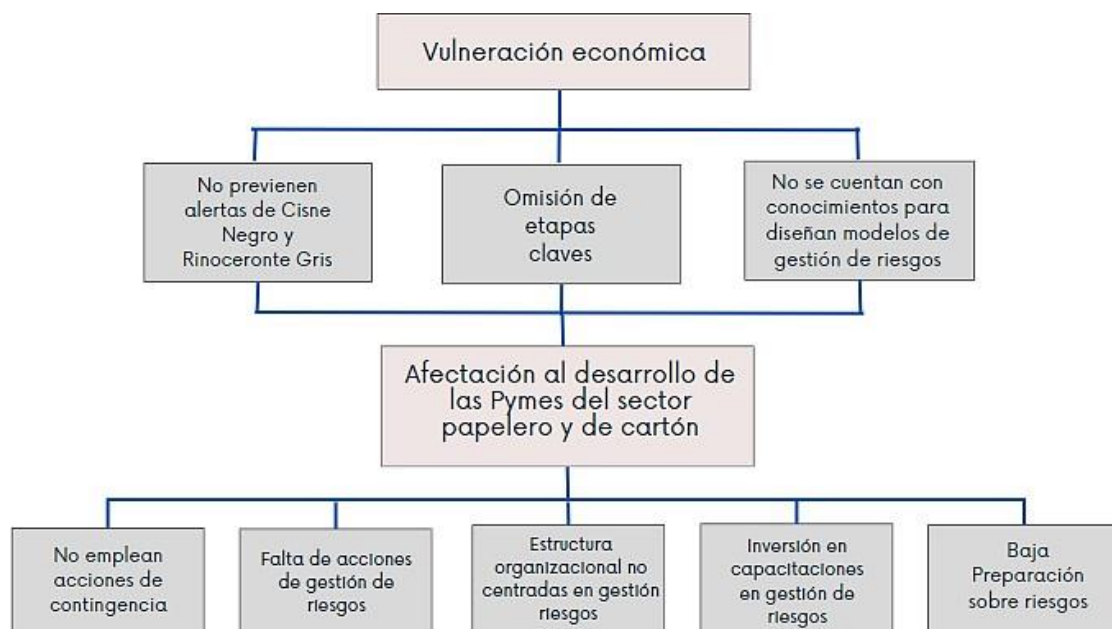 Vulneración económica
No previenen
alertas de Cisne
Negro y
Rinoceronte Gris
Omisión de
etapas
claves
No se cuentan con
conocimientos para
diseñan modelos de
gestión de riesgos
Afectación al desarrollo de
las Pymes del sector
papelero y de cartón
No emplean
acciones de
contingencia
Falta de acciones
de gestión de
riesgos
Estructura
organizacional no
centradas en gestión
riesgos
Inversión en
capacitaciones
en gestión de
riesgos
Baja
Preparación
sobre riesgos